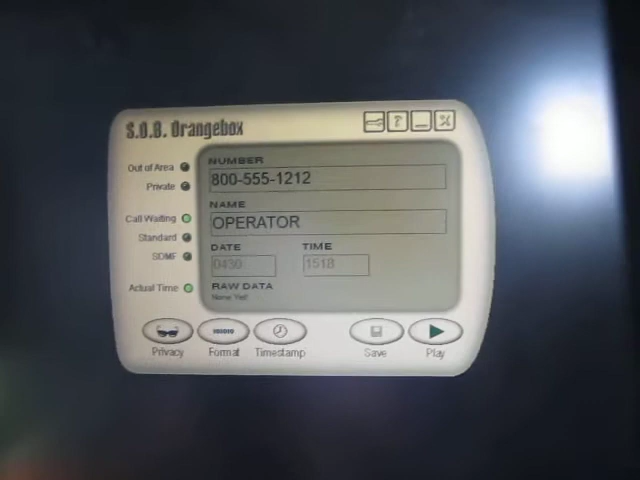 S.O.B. Orangebox
?
Out of Area
Private
Call Waiting
Standard
SDMF
Actual Time
NUMBER
800-555-1212
NAME
OPERATOR
DATE TIME
0430 1518
RAW DATA
None Yet!
Privacy Format Timestamp Save Play